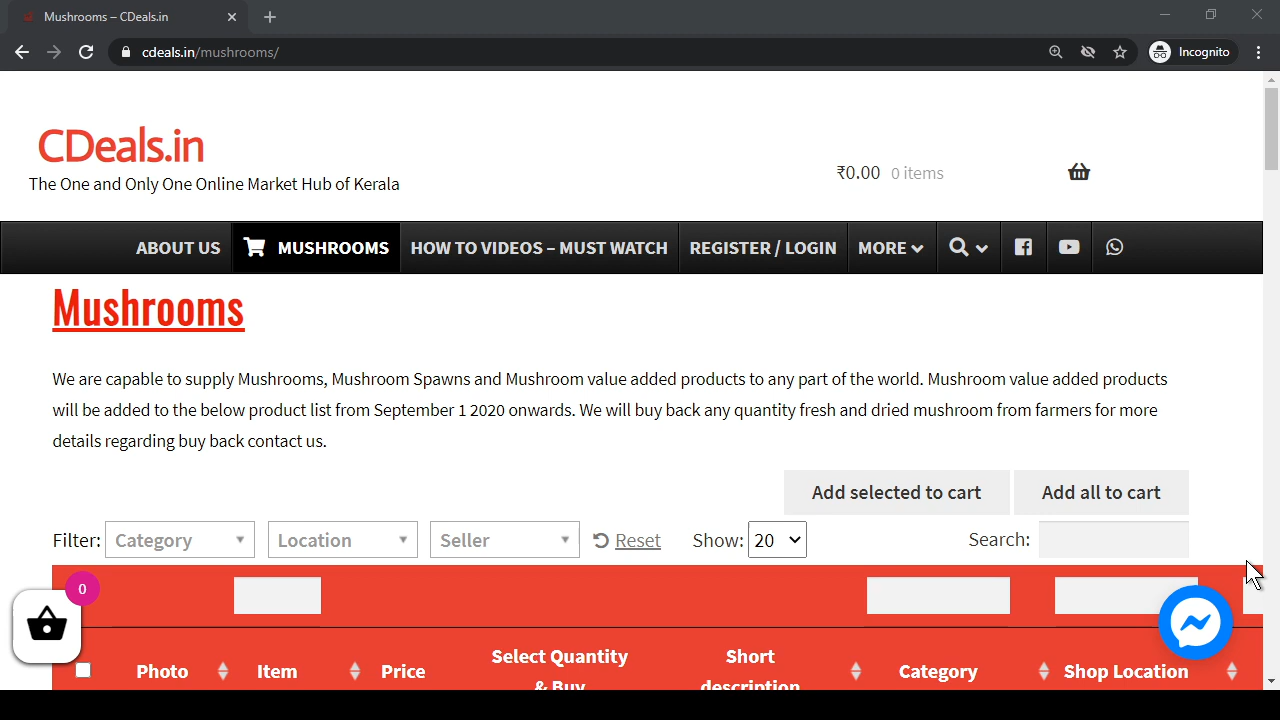 Mushrooms – CDeals.in
cdeals.in/mushrooms/
Incognito
CDeals.in
The One and Only One Online Market Hub of Kerala
₹0.00 0 items
ABOUT US MUSHROOMS HOW TO VIDEOS – MUST WATCH REGISTER / LOGIN MORE
Mushrooms
We are capable to supply Mushrooms, Mushroom Spawns and Mushroom value added products to any part of the world. Mushroom value added products
will be added to the below product list from September 1 2020 onwards. We will buy back any quantity fresh and dried mushroom from farmers for more
details regarding buy back contact us.
Add selected to cart Add all to cart
Filter: Category Location Seller Reset Show: 20 Search:
0
Photo Item Price Select Quantity & Buy Short description Category Shop Location